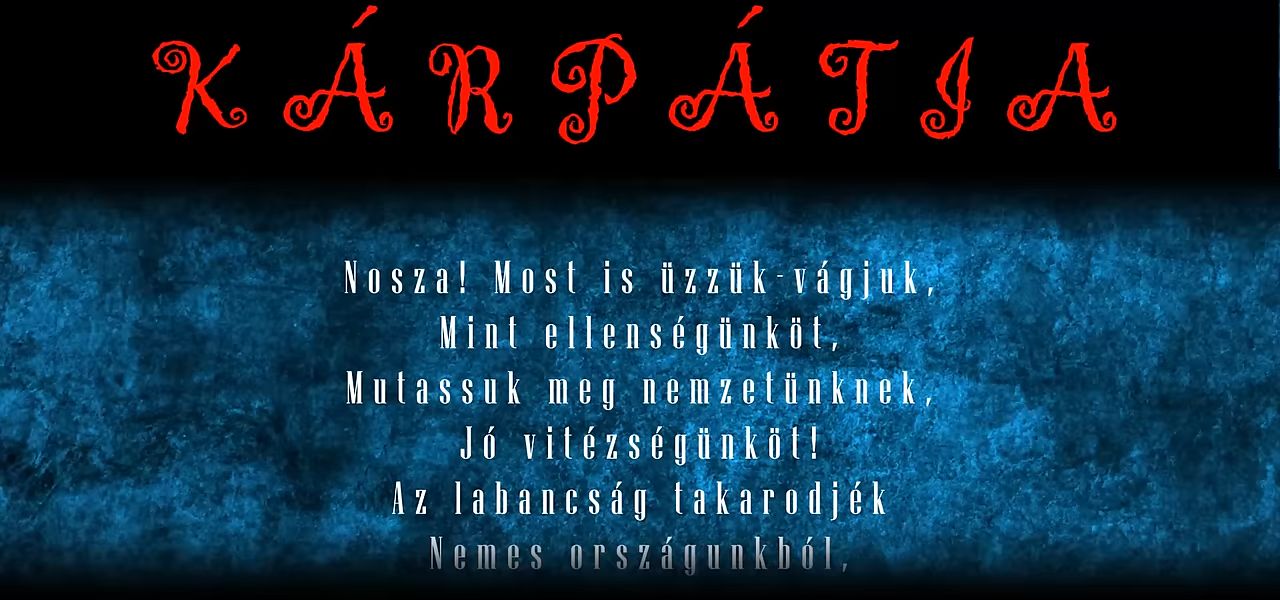 KÁRPÁTIA
Nosza! Most is üzzük-vágjuk,
Mint ellenségünköt,
Mutassuk meg nemzetünknek,
Jó vitézségünköt!
Az labancság takarodjék
Nemes országunkból,